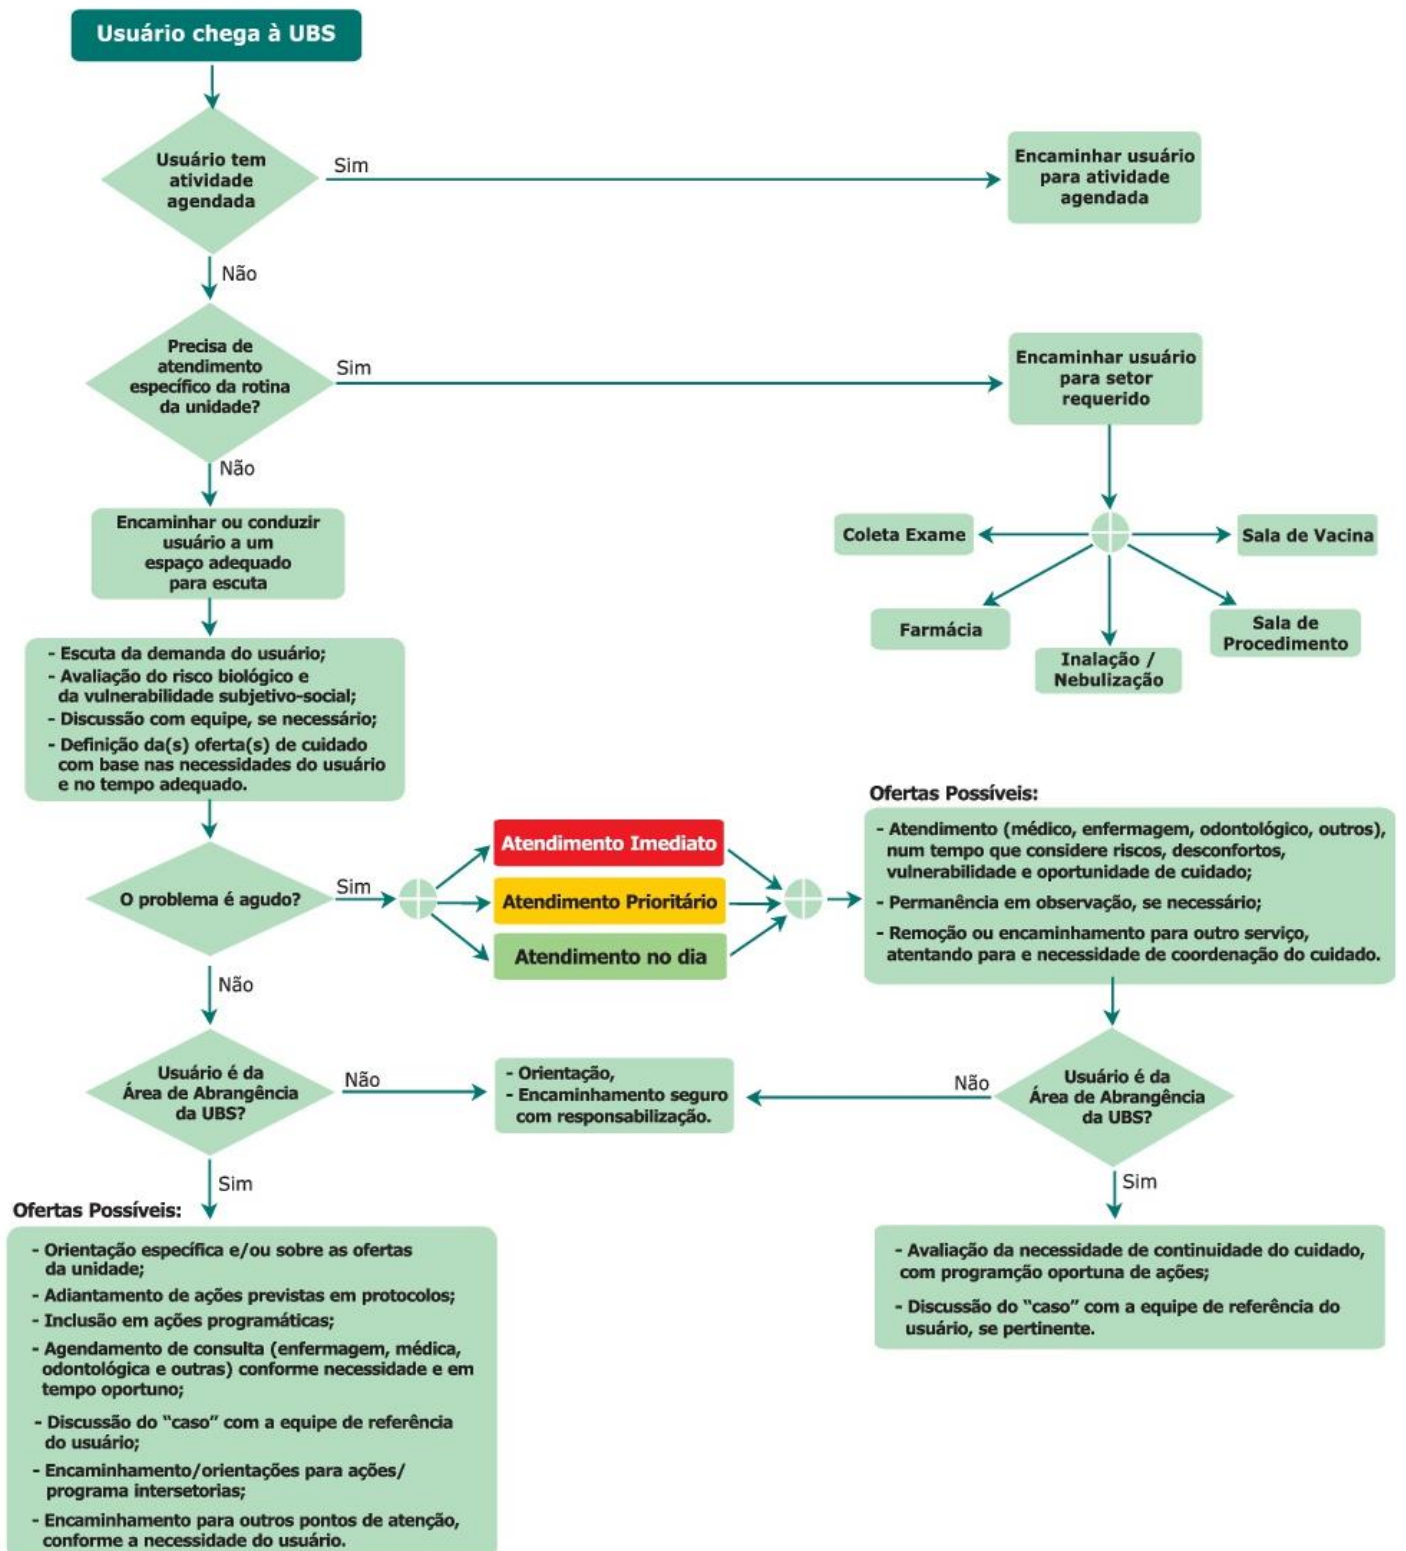 Usuário chega à UBS
Usuário tem
atividade
agendada
Sim
Encaminhar usuário
para atividade
agendada
Não
Precisa de
atendimento
específico da rotina
da unidade?
Sim
Encaminhar usuário
para setor
requerido
Não
Coleta Exame
Sala de Vacina
Farmácia
Inalação /
Nebulização
Sala de
Procedimento
Encaminhar ou conduzir
usuário a um
espaço adequado
para escuta
- Escuta da demanda do usuário;
- Avaliação do risco biológico e
da vulnerabilidade subjetivo-social;
- Discussão com equipe, se necessário;
- Definição da(s) oferta(s) de cuidado
com base nas necessidades do usuário
e no tempo adequado.
O problema é agudo?
Sim
Atendimento Imediato
Atendimento Prioritário
Atendimento no dia
Ofertas Possíveis:
- Atendimento (médico, enfermagem, odontológico, outros),
num tempo que considere riscos, desconfortos,
vulnerabilidade e oportunidade de cuidado;
- Permanência em observação, se necessário;
- Remoção ou encaminhamento para outro serviço,
atentando para e necessidade de coordenação do cuidado.
Não
Usuário é da
Área de Abrangência
da UBS?
Não
- Orientação,
- Encaminhamento seguro
com responsabilização.
Não
Usuário é da
Área de Abrangência
da UBS?
Sim
Sim
Ofertas Possíveis:
- Orientação específica e/ou sobre as ofertas
da unidade;
- Adiantamento de ações previstas em protocolos;
- Inclusão em ações programáticas;
- Agendamento de consulta (enfermagem, médica,
odontológica e outras) conforme necessidade e em
tempo oportuno;
- Discussão do “caso” com a equipe de referência
do usuário;
- Encaminhamento/orientações para ações/
programa intersetorias;
- Encaminhamento para outros pontos de atenção,
conforme a necessidade do usuário.
- Avaliação da necessidade de continuidade do cuidado,
com programção oportuna de ações;
- Discussão do “caso” com a equipe de referência do
usuário, se pertinente.